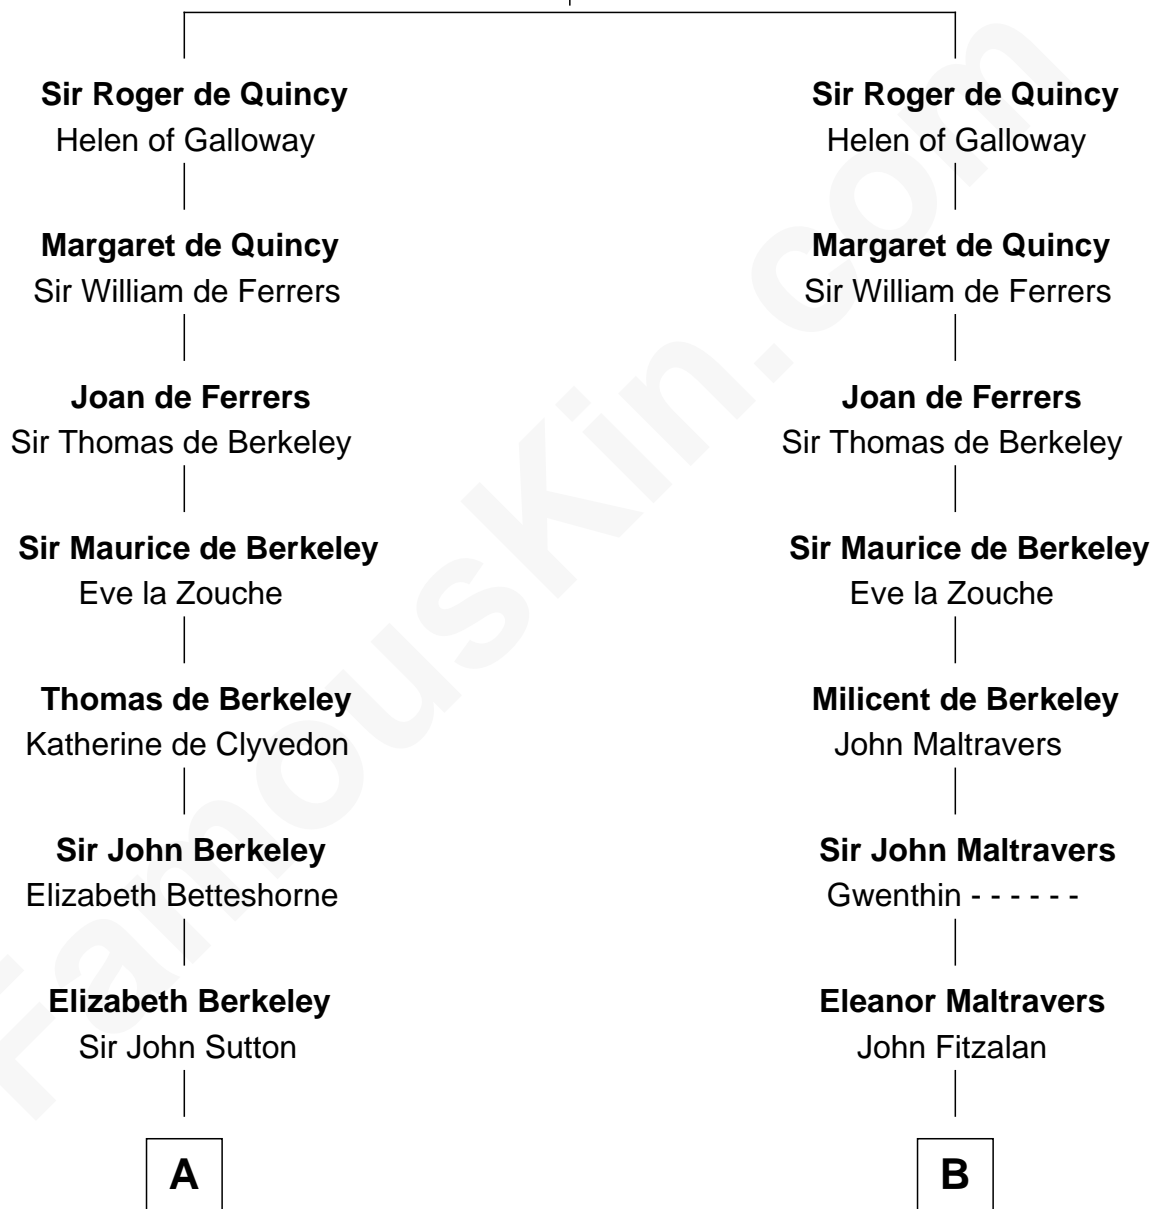 Sir Roger de Quincy
Helen of Galloway
Margaret de Quincy
Sir William de Ferrers
Joan de Ferrers
Sir Thomas de Berkeley
Sir Maurice de Berkeley
Eve la Zouche
Thomas de Berkeley
Katherine de Clyvedon
Sir John Berkeley
Elizabeth Betteshorne
Elizabeth Berkeley
Sir John Sutton
A
Sir Roger de Quincy
Helen of Galloway
Margaret de Quincy
Sir William de Ferrers
Joan de Ferrers
Sir Thomas de Berkeley
Sir Maurice de Berkeley
Eve la Zouche
Milicent de Berkeley
John Maltravers
Sir John Maltravers
Gwenthin - - - - - -
Eleanor Maltravers
John Fitzalan
B
FamousKin.com